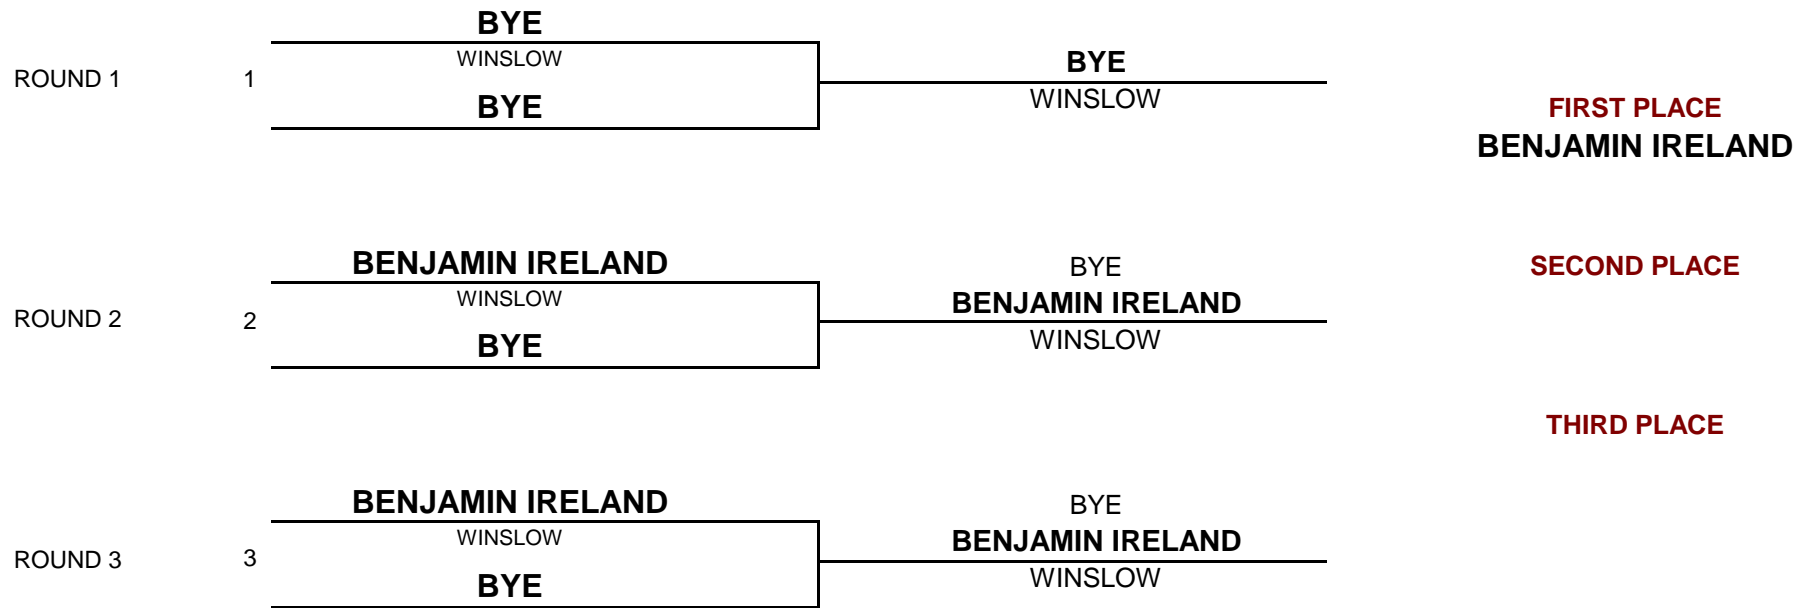 BYE
WINSLOW
ROUND 1
1
BYE
BYE
WINSLOW
FIRST PLACE
BENJAMIN IRELAND
BENJAMIN IRELAND
WINSLOW
ROUND 2
2
BYE
BYE
BENJAMIN IRELAND
WINSLOW
SECOND PLACE
THIRD PLACE
BENJAMIN IRELAND
WINSLOW
ROUND 3
3
BYE
BYE
BENJAMIN IRELAND
WINSLOW